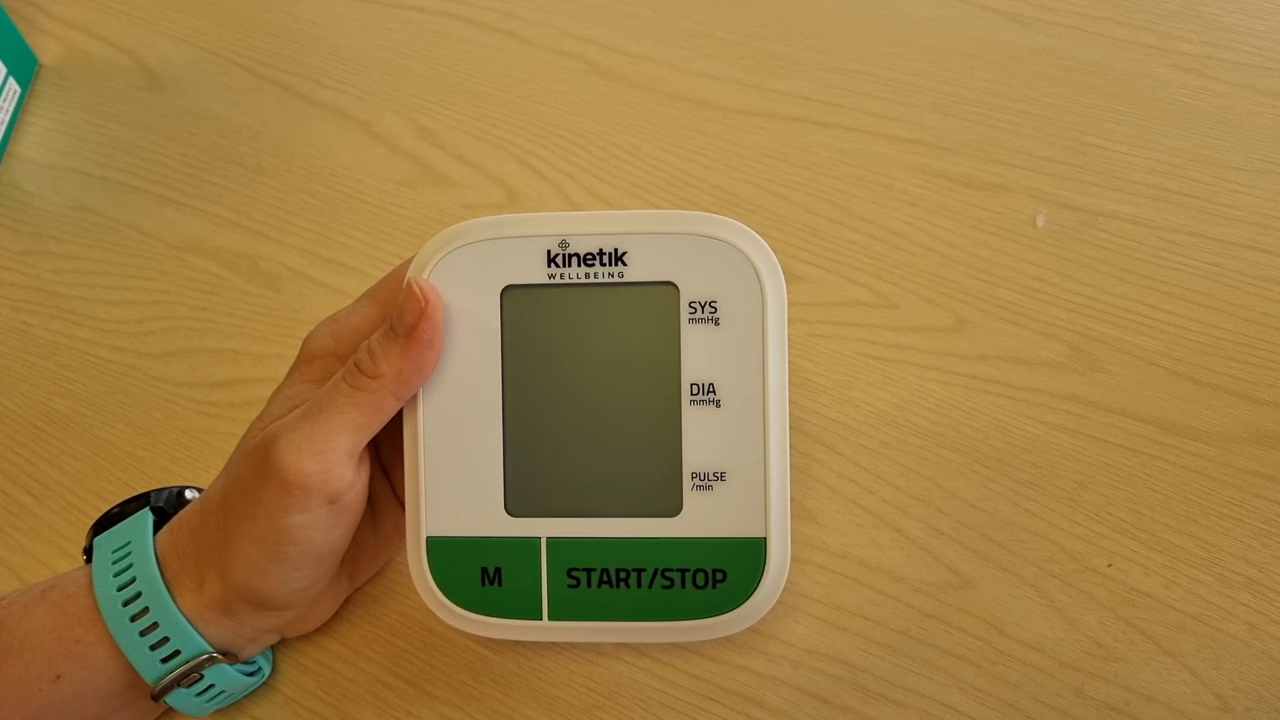 kinetik
WELLBEING
SYS
mmHg
DIA
mmHg
PULSE
/min
M
START/STOP